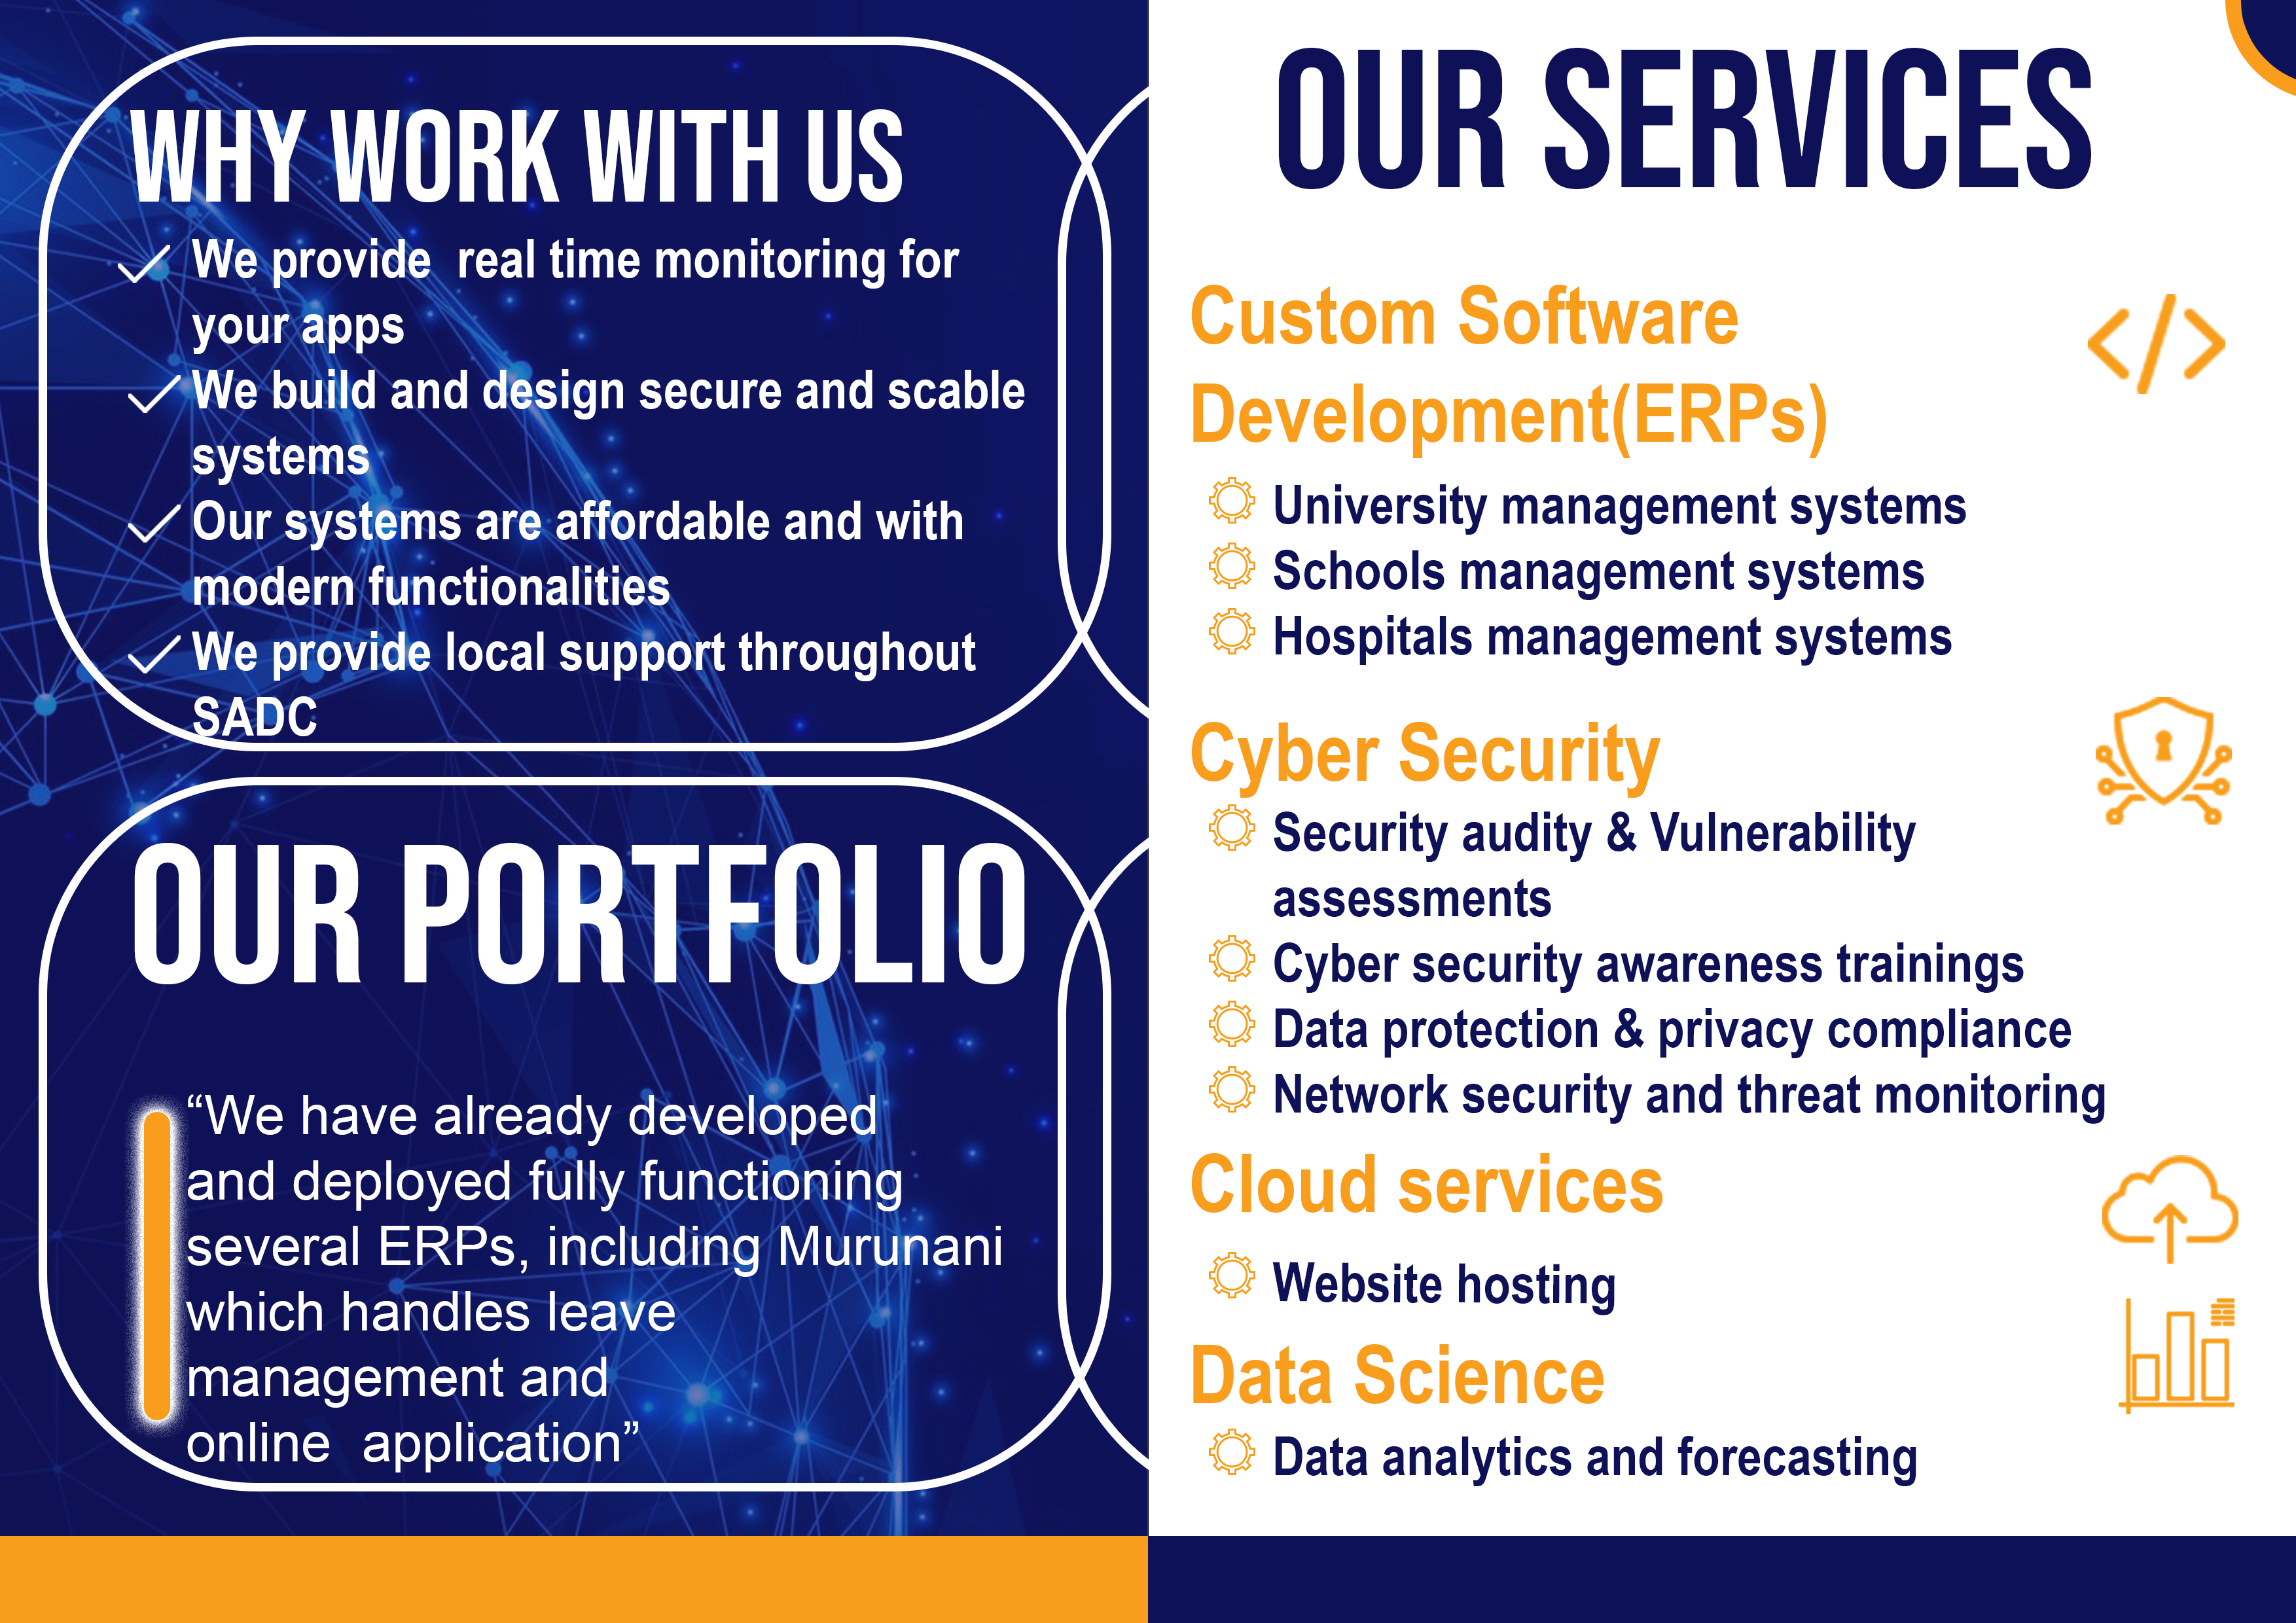 WHY WORK WITH US
We provide  real time monitoring for
your apps
We build and design secure and scable
systems
Our systems are affordable and with
modern functionalities
We provide local support throughout
SADC
OUR PORTFOLIO
“We have already developed
and deployed fully functioning
several ERPs, including Murunani
which handles leave
management and
online  application”
OUR SERVICES
Custom Software
Development(ERPs)
University management systems
Schools management systems
Hospitals management systems
Cyber Security
Security audity & Vulnerability
assessments
Cyber security awareness trainings
Data protection & privacy compliance
Network security and threat monitoring
Cloud services
Website hosting
Data Science
Data analytics and forecasting